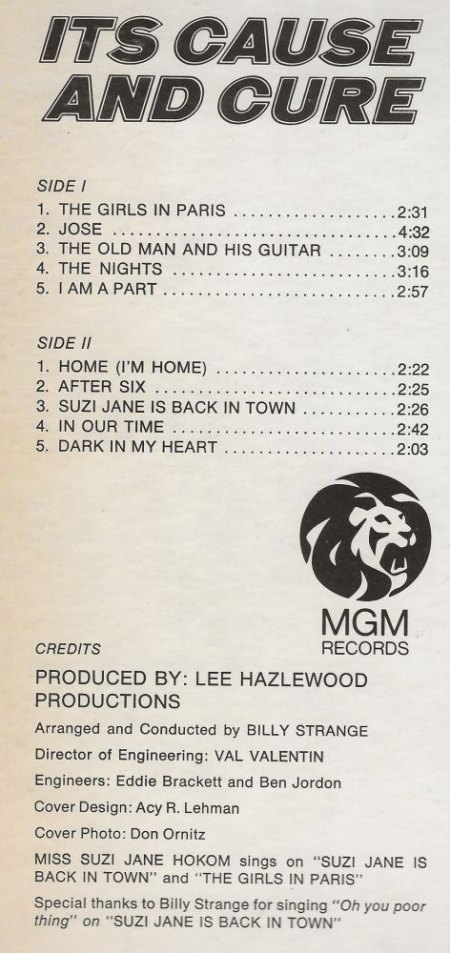 ITS CAUSE
AND CURE
SIDE I
1. THE GIRLS IN PARIS ...................2:31
2. JOSE .................................4:32
3. THE OLD MAN AND HIS GUITAR ........3:09
4. THE NIGHTS .........................3:16
5. I AM A PART ...........................2:57
SIDE II
1. HOME (I'M HOME) .....................2:22
2. AFTER SIX ............................2:25
3. SUZI JANE IS BACK IN TOWN ...........2:26
4. IN OUR TIME ..........................2:42
5. DARK IN MY HEART ....................2:03
MGM
RECORDS
CREDITS
PRODUCED BY: LEE HAZLEWOOD
PRODUCTIONS
Arranged and Conducted by BILLY STRANGE
Director of Engineering: VAL VALENTIN
Engineers: Eddie Brackett and Ben Jordon
Cover Design: Acy R. Lehman
Cover Photo: Don Ornitz
MISS SUZI JANE HOKOM sings on "SUZI JANE IS
BACK IN TOWN" and "THE GIRLS IN PARIS"
Special thanks to Billy Strange for singing "Oh you poor
thing" on "SUZI JANE IS BACK IN TOWN"